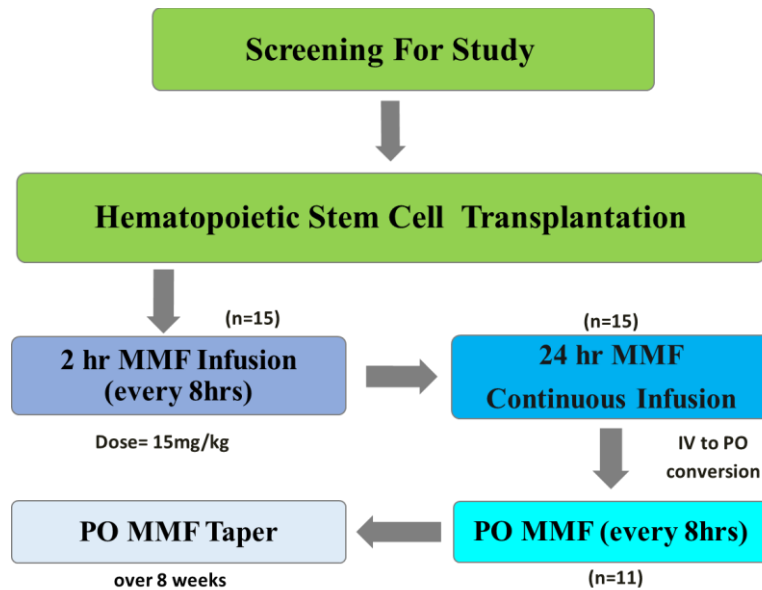 Screening For Study
Hematopoietic Stem Cell Transplantation
(n=15)
2 hr MMF Infusion
(every 8hrs)
Dose= 15mg/kg
(n=15)
24 hr MMF
Continuous Infusion
IV to PO
conversion
PO MMF (every 8hrs)
(n=11)
PO MMF Taper
over 8 weeks